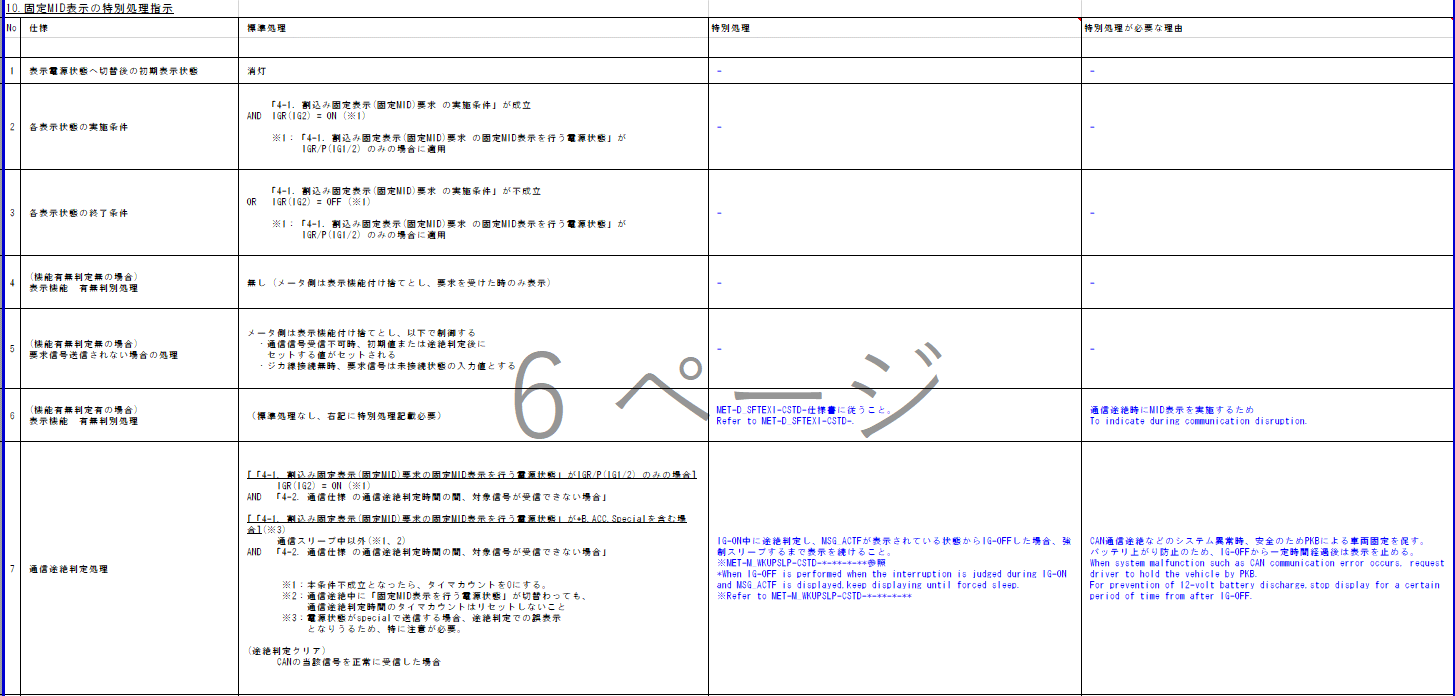 10.固定MID表示の特別処理指示
No 仕様 標準処理 特別処理 特別処理が必要な理由
1 表示電源状態へ切替後の初期表示状態 消灯 - -
2 各表示状態の実施条件 - -
「4-1. 割込み固定表示(固定MID)要求 の実施条件」が成立
AND IGR(IG2) = ON (※1)
※1：「4-1. 割込み固定表示(固定MID)要求 の固定MID表示を行う電源状態」が
IGR/P(IG1/2) のみの場合に適用
3 各表示状態の終了条件 - -
「4-1. 割込み固定表示(固定MID)要求 の実施条件」が不成立
OR IGR(IG2) = OFF (※1)
※1：「4-1. 割込み固定表示(固定MID)要求 の固定MID表示を行う電源状態」が
IGR/P(IG1/2) のみの場合に適用
4 (機能有無判定無の場合)
表示機能　有無判別処理
無し (メータ側は表示機能付け捨てとし、要求を受けた時のみ表示) - -
5 (機能有無判定無の場合)
要求信号送信されない場合の処理
メータ側は表示機能付け捨てとし、以下で制御する
・通信信号受信不可時、初期値または途絶判定後に
セットする値がセットされる
・ジカ線接続無時、要求信号は未接続状態の入力値とする
- -
6 (機能有無判定有の場合)
表示機能　有無判別処理
(標準処理なし、右記に特別処理記載必要)
MET-D_SFTEXI-CSTD-仕様書に従うこと。
Refer to MET-D_SFTEXI-CSTD-.
通信途絶時にMID表示を実施するため
To indicate during communication disruption.
6 ページ
7 通信途絶判定処理
[「4-1. 割込み固定表示(固定MID)要求の固定MID表示を行う電源状態」がIGR/P(IG1/2) のみの場合]
IGR(IG2) = ON (※1)
AND 「4-2. 通信仕様 の通信途絶判定時間の間、対象信号が受信できない場合」
[「4-1. 割込み固定表示(固定MID)要求の固定MID表示を行う電源状態」が+B,ACC,Specialを含む場
合](※3)
通信スリープ中以外(※1、2)
AND 「4-2. 通信仕様 の通信途絶判定時間の間、対象信号が受信できない場合」
※1：本条件不成立となったら、タイマカウントを0にする。
※2：通信途絶中に「固定MID表示を行う電源状態」が切替わっても、
通信途絶判定時間のタイマカウントはリセットしないこと
※3：電源状態がspecialで送信する場合、途絶判定での誤表示
となりうるため、特に注意が必要。
(途絶判定クリア)
CANの当該信号を正常に受信した場合
IG-ON中に途絶判定し、MSG_ACTFが表示されている状態からIG-OFFした場合、強
制スリープするまで表示を続けること。
※MET-M_WKUPSLP-CSTD-*-**-*-**参照
*When IG-OFF is performed when the interruption is judged during IG-ON
and MSG_ACTF is displayed,keep displaying until forced sleep.
※Refer to MET-M_WKUPSLP-CSTD-*-**-*-**
CAN通信途絶などのシステム異常時、安全のためPKBによる車両固定を促す。
バッテリ上がり防止のため、IG-OFFから一定時間経過後は表示を止める。
When system malfunction such as CAN communication error occurs, request
driver to hold the vehicle by PKB.
For prevention of 12-volt battery discharge,stop display for a certain
period of time from after IG-OFF.